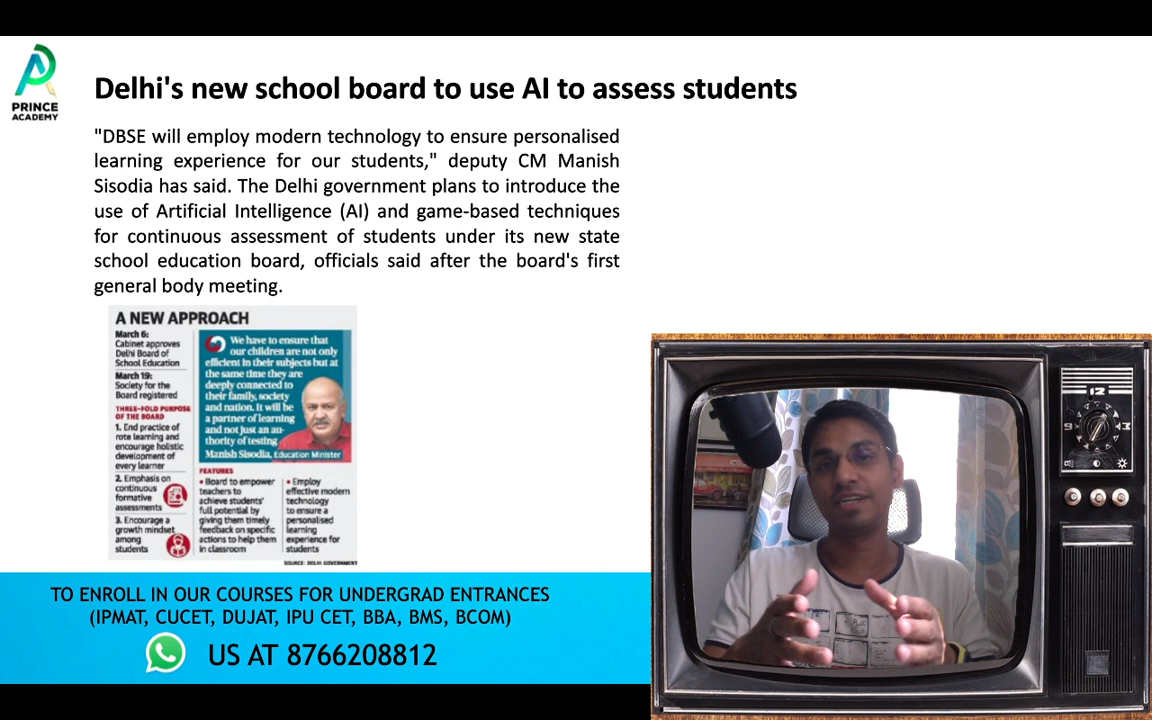 PRINCE
ACADEMY
Delhi's new school board to use AI to assess students
"DBSE will employ modern technology to ensure personalised
learning experience for our students," deputy CM Manish
Sisodia has said. The Delhi government plans to introduce the
use of Artificial Intelligence (AI) and game-based techniques
for continuous assessment of students under its new state
school education board, officials said after the board's first
general body meeting.
A NEW APPROACH
March 6:
Cabinet approves
Delhi Board of
School Education
March 19:
Society for the
Board registered
THREE-FOLD PURPOSE
OF THE BOARD
1. End practice of
rote learning and
encourage holistic
development of
every learner
2. Emphasis on
continuous
formative
assessments
3. Encourage a
growth mindset
among
students
We have to ensure that
our children are not only
efficient in their subjects but at
the same time they are
deeply connected to
their family, society
and nation. It will be
a partner of learning
and not just an au-
thority of testing
Manish Sisodia, Education Minister
FEATURES
• Board to empower
teachers to
achieve students'
full potential by
giving them timely
feedback on specific
actions to help them
in classroom
• Employ
effective modern
technology
to ensure a
personalised
learning
experience for
students
SOURCE: DELHI GOVERNMENT
TO ENROLL IN OUR COURSES FOR UNDERGRAD ENTRANCES
(IPMAT, CUCET, DUJAT, IPU CET, BBA, BMS, BCOM)
US AT 8766208812
12
9
3